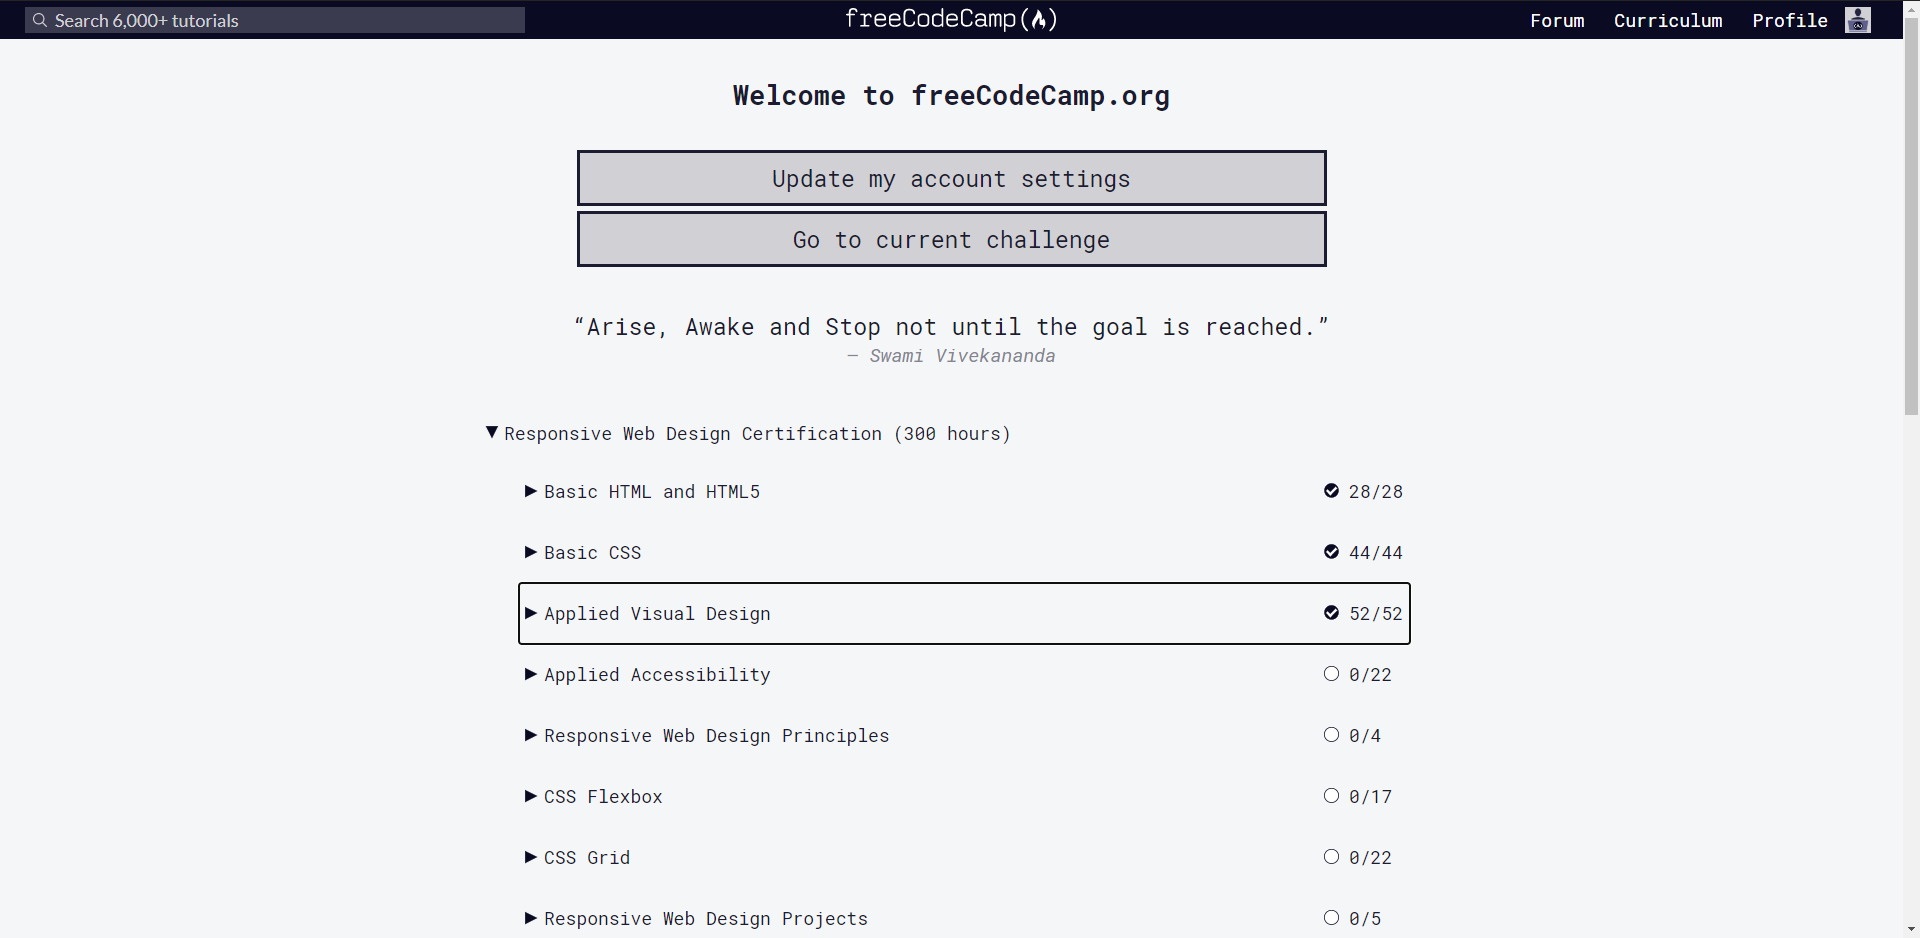 Search 6,000+ tutorials
freeCodeCamp(🔥)
Forum Curriculum Profile
Welcome to freeCodeCamp.org
Update my account settings
Go to current challenge
“Arise, Awake and Stop not until the goal is reached.”
— Swami Vivekananda
Responsive Web Design Certification (300 hours)
Basic HTML and HTML5 28/28
Basic CSS 44/44
Applied Visual Design 52/52
Applied Accessibility 0/22
Responsive Web Design Principles 0/4
CSS Flexbox 0/17
CSS Grid 0/22
Responsive Web Design Projects 0/5